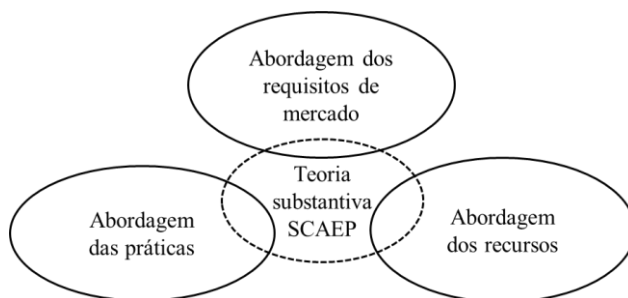 Abordagem dos
requisitos de
mercado
Teoria
substantiva
SCAEP
Abordagem
das práticas
Abordagem
dos recursos